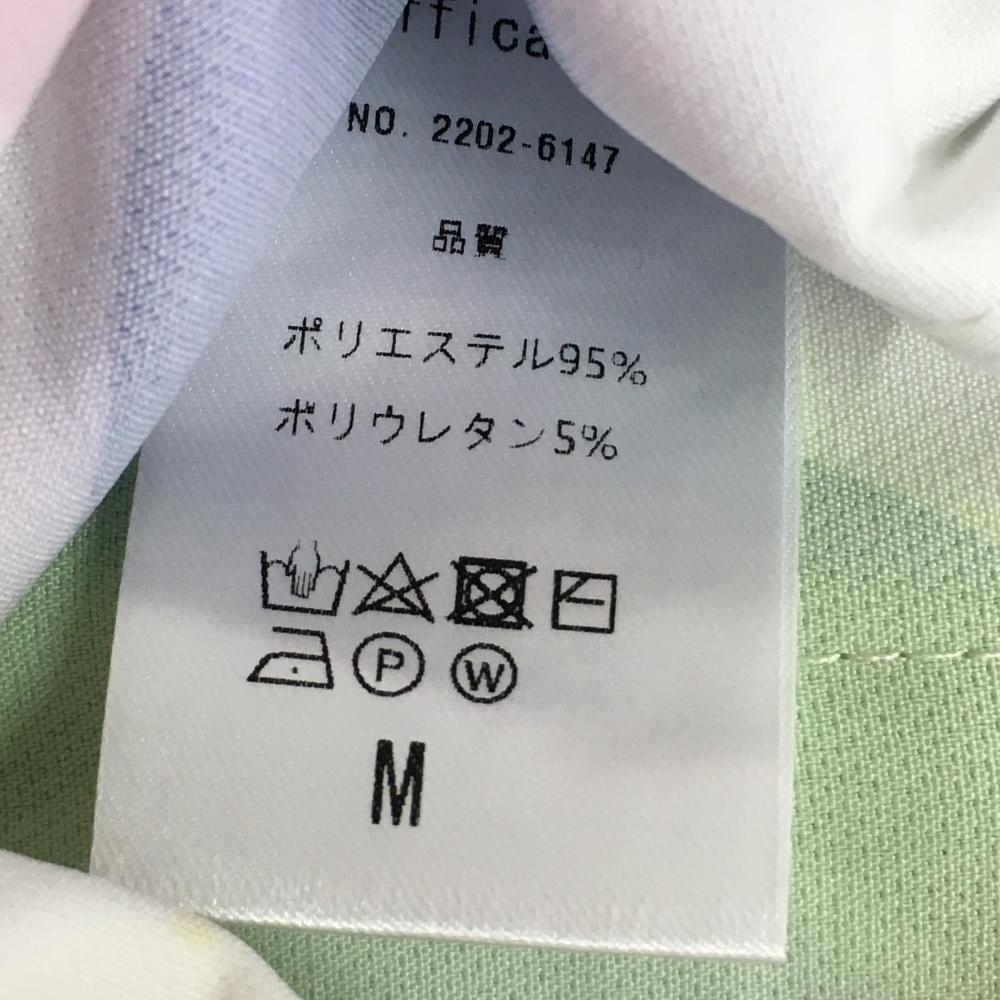 NO. 2202-6147
品質
ポリエステル95%
ポリウレタン5%
P W
M